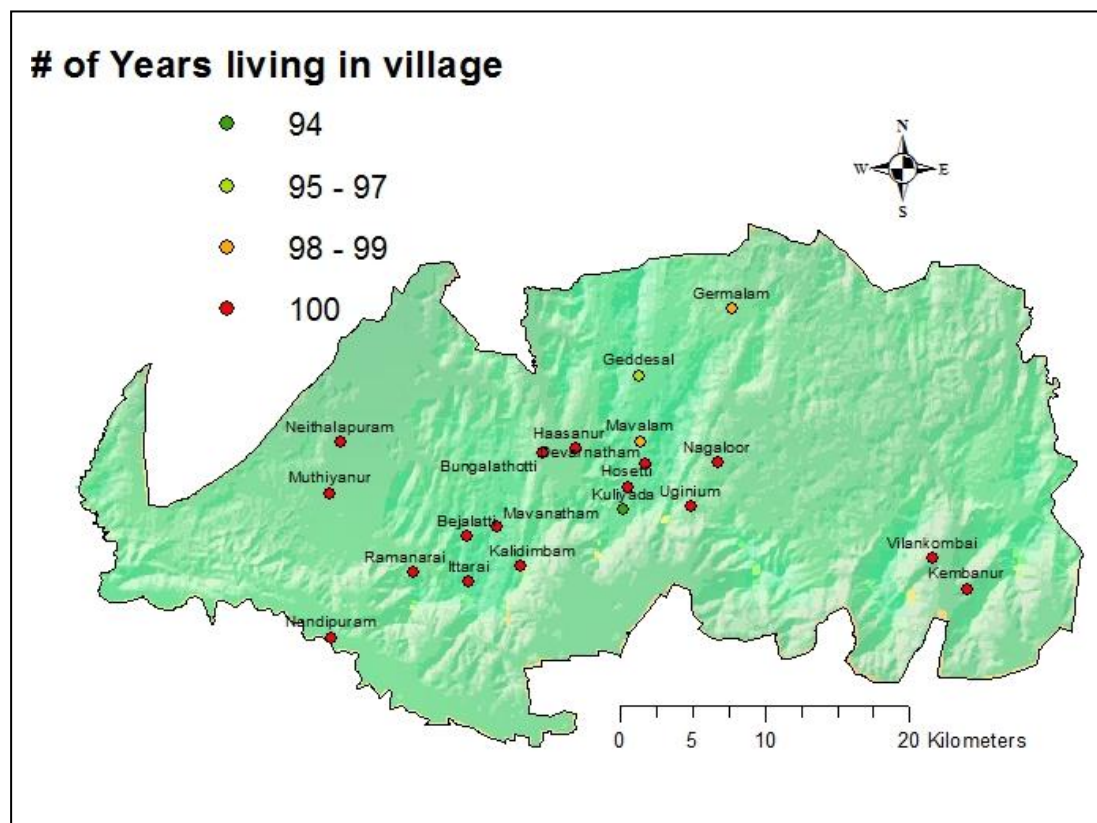 # of Years living in village
94
95 - 97
98 - 99
100
N
W
E
S
Germalam
Geddesal
Neithalapuram
Haasanur
Mavalam
Devarnatham
Nagaloor
Bungalathotti
Muthiyanur
Hosetti
Kuliyada
Uginium
Bejalatti
Mavanatham
Ramanarai
Kalidimbam
Ittarai
Vilankombai
Kembanur
Nandipuram
0 5 10 20 Kilometers